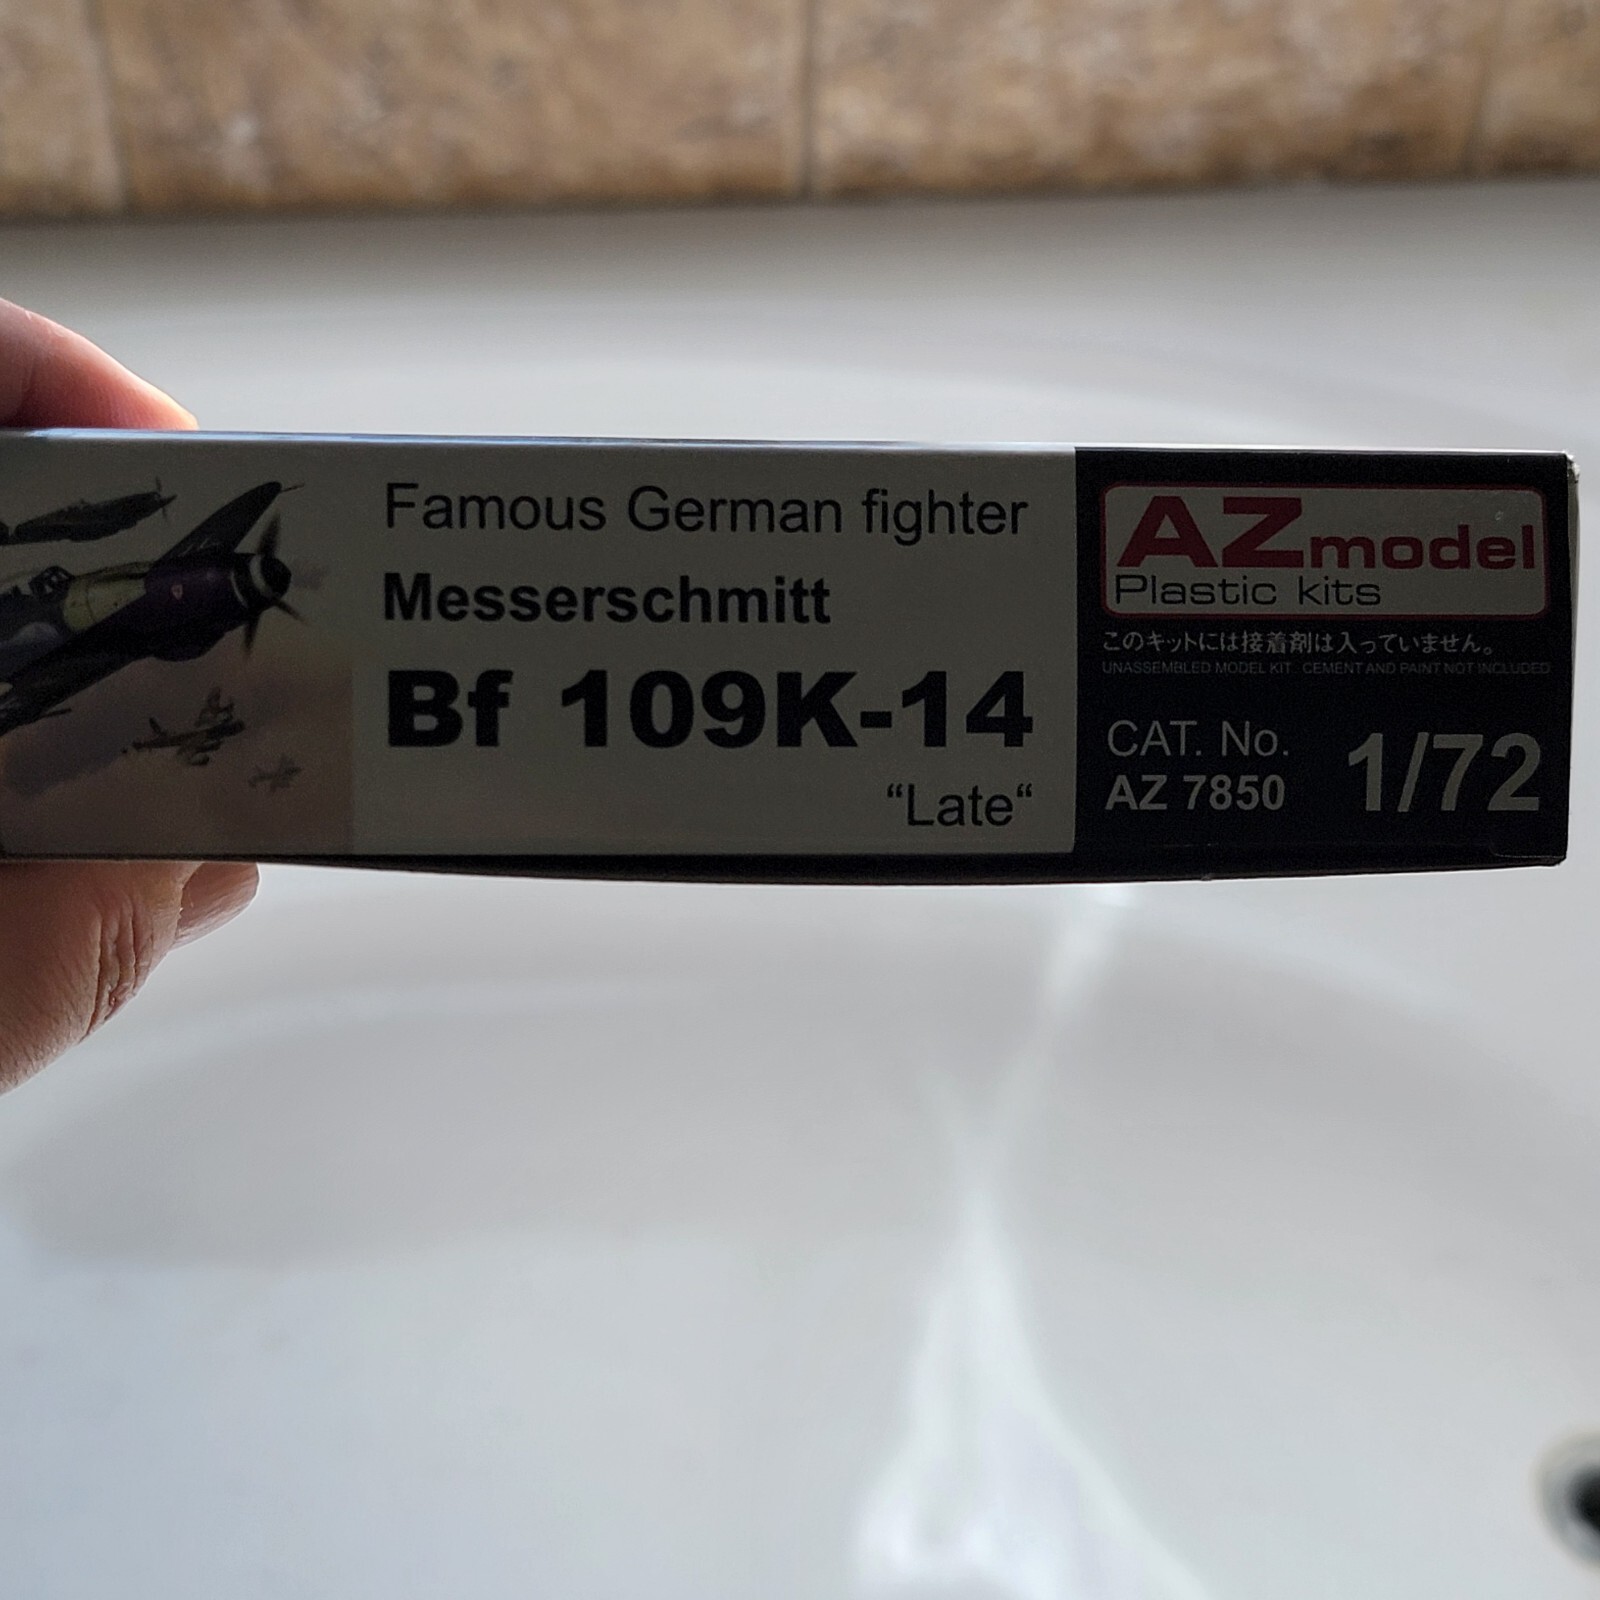 Famous German fighter
Messerschmitt
Bf 109K-14
“Late“
AZmodel
Plastic kits
このキットには接着剤は入っていません。
UNASSEMBLED MODEL KIT. CEMENT AND PAINT NOT INCLUDED
CAT. No.
AZ 7850
1/72